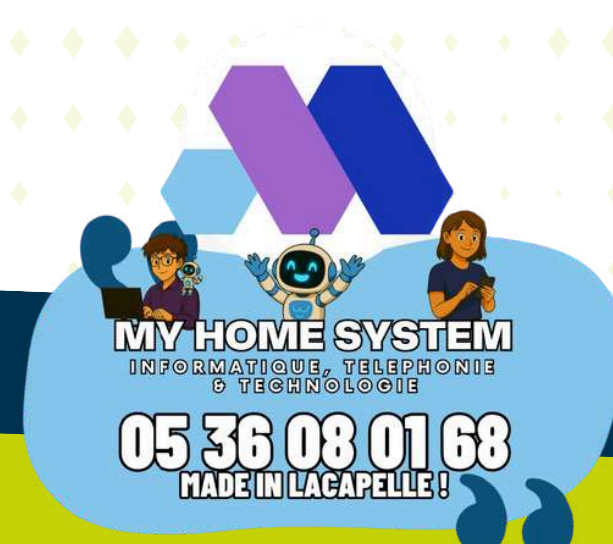 MY HOME SYSTEM
INFORMATIQUE, TELEPHONIE
& TECHNOLOGIE
05 36 08 01 68
MADE IN LACAPELLE !